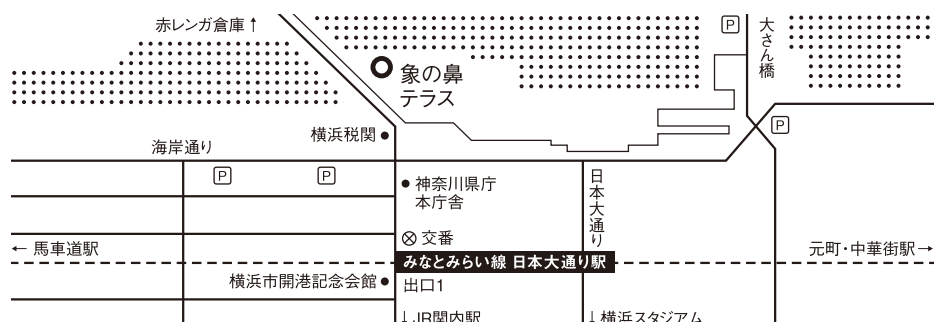 赤レンガ倉庫↑
P
大さん橋
象の鼻
テラス
横浜税関
P
海岸通り
P
P
神奈川県庁
本庁舎
日本大通り
交番
← 馬車道駅
みなとみらい線 日本大通り駅
元町・中華街駅→
横浜市開港記念会館
出口1
↓JR関内駅
↓横浜スタジアム